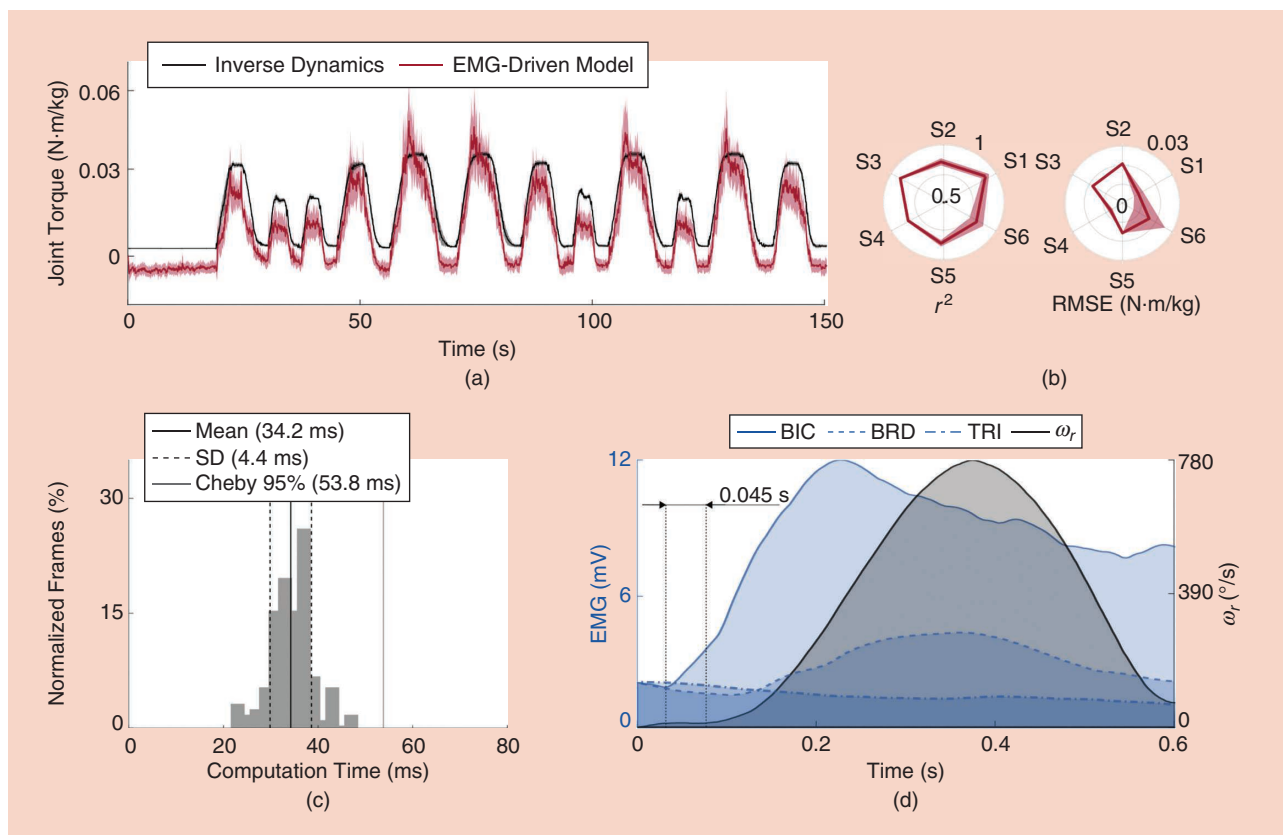 Inverse Dynamics EMG-Driven Model
Joint Torque (N·m/kg)
0.06
0.03
0
0 50 100 150
Time (s)
(a)
S2
1
S3 S1
0.5
S4 S6
S5
r²
S2
0.03
S3 S1
0
S4 S6
S5
RMSE (N·m/kg)
(b)
Mean (34.2 ms)
SD (4.4 ms)
Cheby 95% (53.8 ms)
Normalized Frames (%)
30
15
0
0 20 40 60 80
Computation Time (ms)
(c)
BIC BRD TRI ωr
EMG (mV)
12
6
0
0.045 s
780
490
0
ωr (°/s)
0 0.2 0.4 0.6
Time (s)
(d)